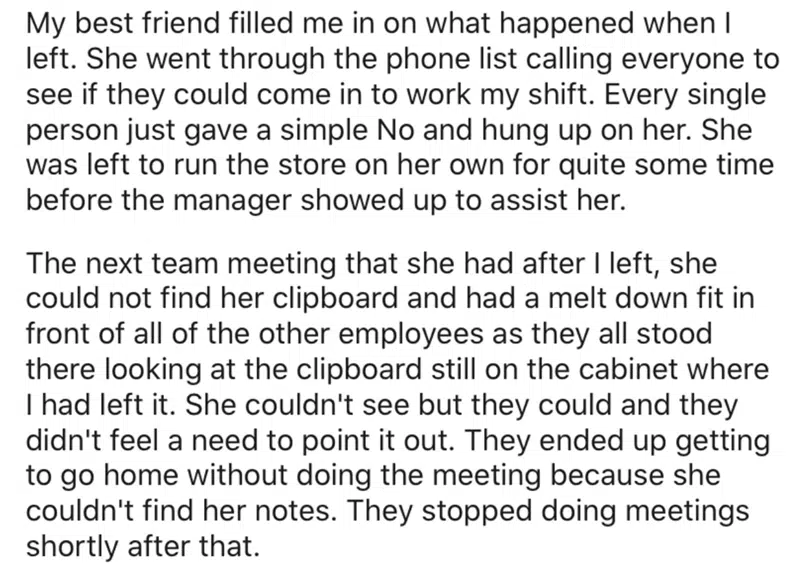 My best friend filled me in on what happened when I
left. She went through the phone list calling everyone to
see if they could come in to work my shift. Every single
person just gave a simple No and hung up on her. She
was left to run the store on her own for quite some time
before the manager showed up to assist her.
The next team meeting that she had after I left, she
could not find her clipboard and had a melt down fit in
front of all of the other employees as they all stood
there looking at the clipboard still on the cabinet where
I had left it. She couldn't see but they could and they
didn't feel a need to point it out. They ended up getting
to go home without doing the meeting because she
couldn't find her notes. They stopped doing meetings
shortly after that.